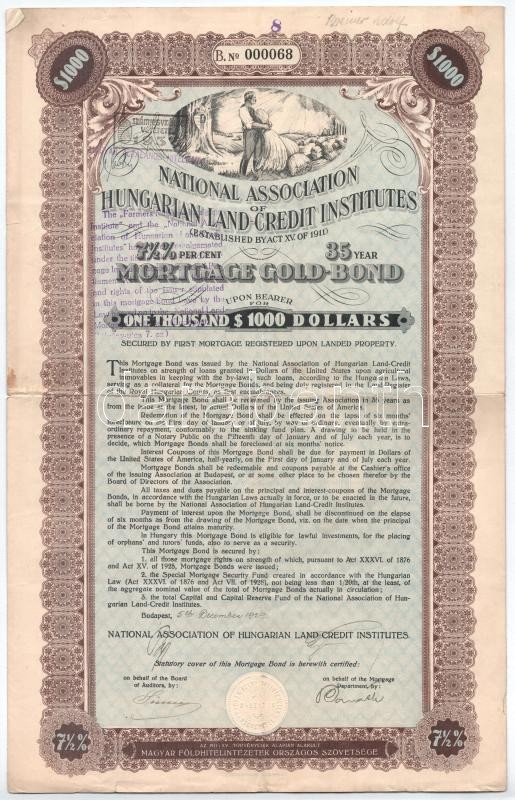 8
B. No 000068
$1000
$1000
NATIONAL ASSOCIATION
OF
HUNGARIAN LAND-CREDIT INSTITUTES
(ESTABLISHED BY ACT XV. OF 1911)
7½% PER CENT 35 YEAR
MORTGAGE GOLD-BOND
UPON BEARER
FOR
ONE THOUSAND $ 1000 DOLLARS
SECURED BY FIRST MORTGAGE REGISTERED UPON LANDED PROPERTY.
This Mortgage Bond was issued by the National Association of Hungarian Land-Credit
Institutes on strength of loans granted in Dollars of the United States upon agricultural
immovables in keeping with the by-laws, such loans, according to the Hungarian Laws,
serving as a collateral by the Mortgage Bonds, and being duly registered by the Land Register
of the Royal Hungarian Courts, as free encumbrances.
This Mortgage Bond shall be redeemed by the issuing Association in 35 years as
from the date of the latest, in actual Dollars of the United States of America.
Redemption of the Mortgage Bond shall be effected on the lapse of six months'
disclosure on the First day of January or July, by way of drawing, eventually by extra-
ordinary repayment, conformably to the sinking fund plan. A drawing to be held in the
presence of a Notary Public on the Fifteenth day of January and of July each year, is to
decide, which Mortgage Bonds shall be foreclosed at six months' notice.
Interest Coupons of this Mortgage Bond shall be due for payment in Dollars of the
United States of America, half-yearly, on the First day of January and of July each year.
Mortgage Bonds shall be redeemable and coupons payable at the Cashier's office
of the issuing Association at Budapest, or at some other place to be chosen therefor by the
Board of Directors of the Association.
All taxes and dues payable on the principal and interest-coupons of the Mortgage
Bonds, in accordance with the Hungarian Laws actually in force, or to be enacted in the future,
shall be borne by the National Association of Hungarian Land-Credit Institutes.
Payment of interest upon the Mortgage Bond, shall be discontinued on the elapse
of six months as from the drawing of the Mortgage Bond, viz. on the date when the principal
of the Mortgage Bond attains maturity.
In Hungary this Mortgage Bond is eligible for lawful investments, for the placing
of orphans' and tutors' funds, also to serve as a security.
This Mortgage Bond is secured by:
1. all those mortgage rights on strength of which, pursuant to Act XXXVI. of 1876
and Act XV. of 1925, Mortgage Bonds were issued;
2. the Special Mortgage Security Fund created in accordance with the Hungarian
Law (Act XXXVI of 1876 and Act VII. of 1928), not being less than 1/20th, at the least, of
the aggregate nominal value of the total of Mortgage Bonds actually in circulation;
3. the total Capital and Capital Reserve Fund of the National Association of Hun-
garian Land-Credit Institutes.
Budapest, 5th December 1929
NATIONAL ASSOCIATION OF HUNGARIAN LAND-CREDIT INSTITUTES
Statutory cover of this Mortgage Bond is herewith certified:
on behalf of the Board
of Auditors, by:
on behalf of the Mortgage
Department, by:
7½%
7½%
AZ 1911: XV. TÖRVÉNYCIKK ALAPJÁN ALAKULT
MAGYAR FÖLDHITELINTÉZETEK ORSZÁGOS SZÖVETSÉGE